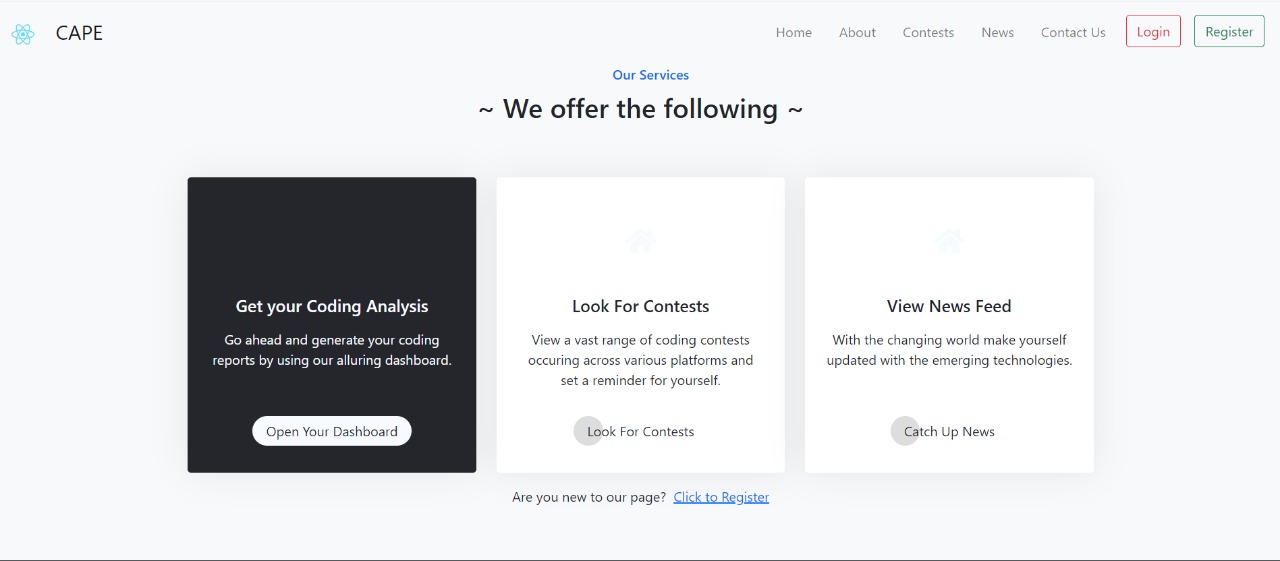 CAPE
Home
About
Contests
News
Contact Us
Login
Register
Our Services
~ We offer the following ~
Get your Coding Analysis
Go ahead and generate your coding
reports by using our alluring dashboard.
Open Your Dashboard
Look For Contests
View a vast range of coding contests
occuring across various platforms and
set a reminder for yourself.
Look For Contests
View News Feed
With the changing world make yourself
updated with the emerging technologies.
Catch Up News
Are you new to our page? Click to Register